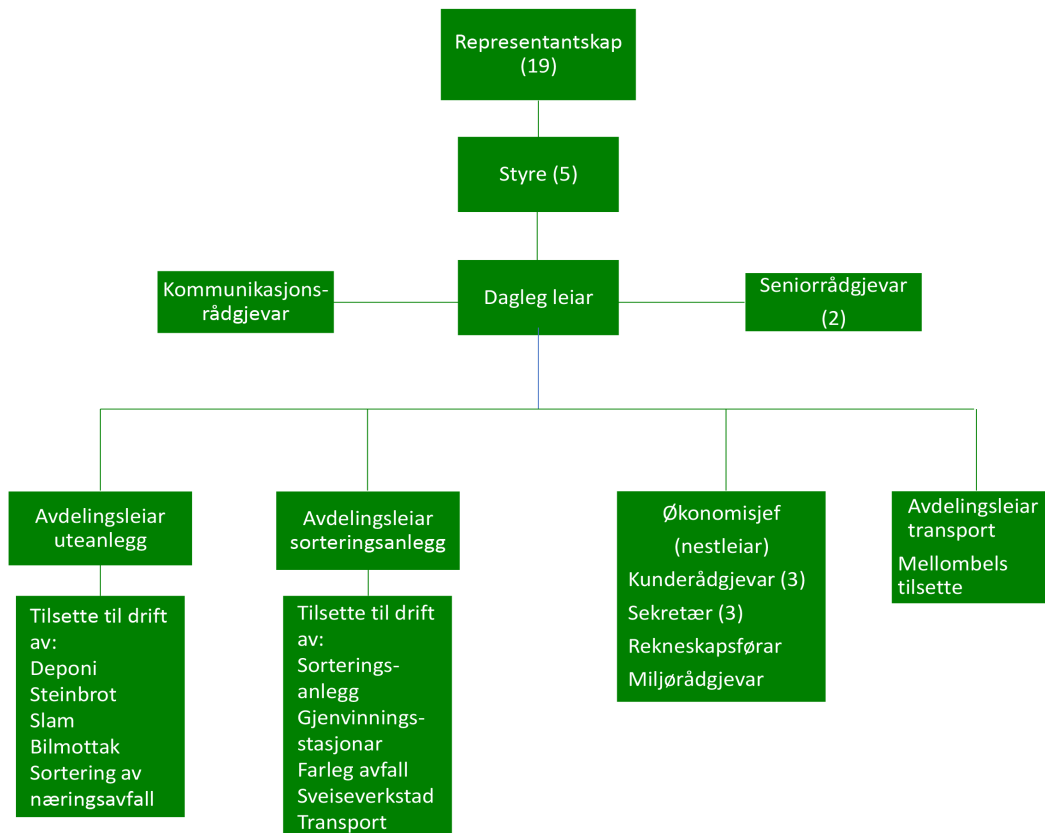 Representantskap
(19)
Styre (5)
Kommunikasjons-
rådgjevar
Dagleg leiar
Seniorrådgjevar
(2)
Avdelingsleiar
uteanlegg
Tilsette til drift
av:
Deponi
Steinbrot
Slam
Bilmottak
Sortering av
næringsavfall
Avdelingsleiar
sorteringsanlegg
Tilsette til drift
av:
Sorterings-
anlegg
Gjenvinnings-
stasjonar
Farleg avfall
Sveiseverkstad
Transport
Økonomisjef
(nestleiar)
Kunderådgjevar (3)
Sekretær (3)
Rekneskapsførar
Miljørådgjevar
Avdelingsleiar
transport
Mellombels
tilsette